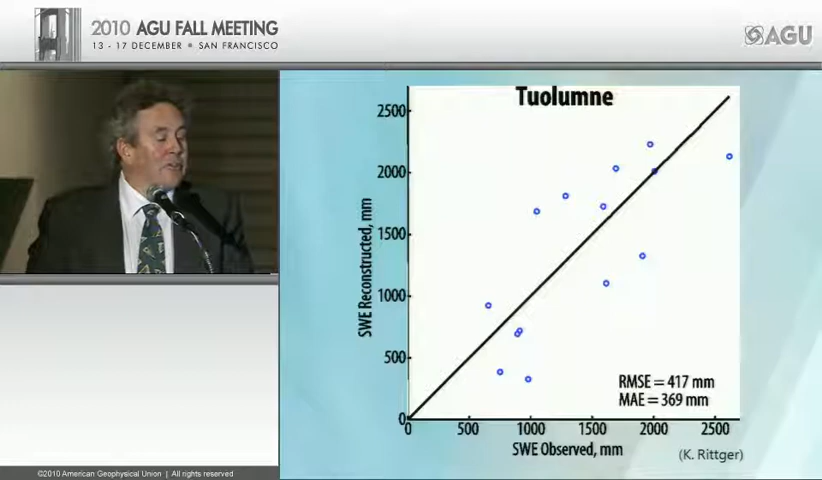 2010 AGU FALL MEETING
13 - 17 DECEMBER • SAN FRANCISCO
AGU
Tuolumne
2500
2000
1500
1000
500
0
SWE Reconstructed, mm
RMSE = 417 mm
MAE = 369 mm
0 500 1000 1500 2000 2500
SWE Observed, mm
(K. Rittger)
©2010 American Geophysical Union | All rights reserved